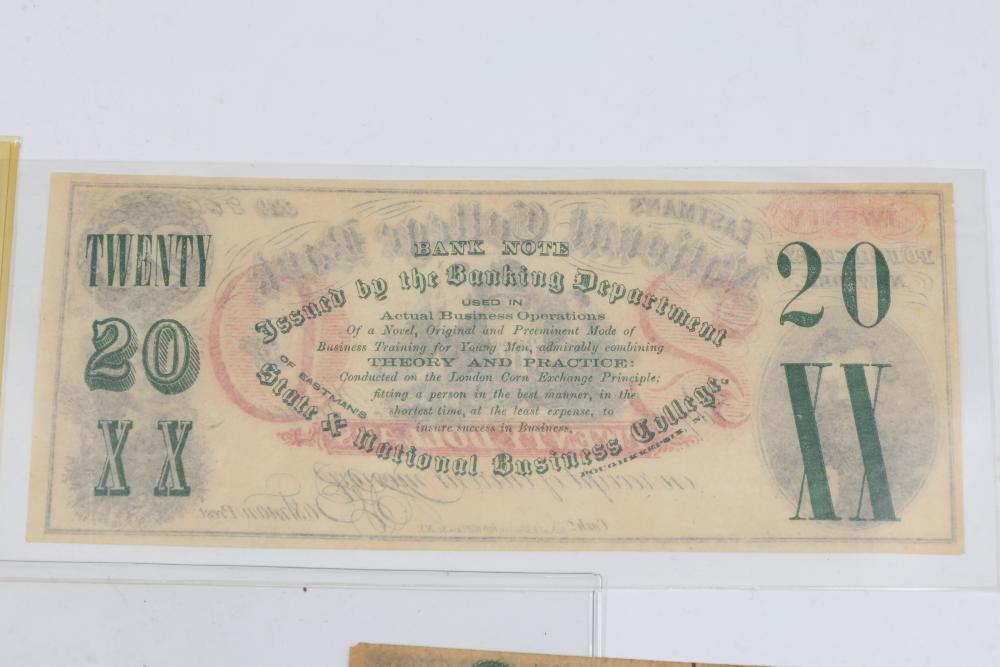 TWENTY
20
XX
BANK NOTE
Issued by the Banking Department
USED IN
Actual Business Operations
Of a Novel, Original and Preeminent Mode of
Business Training for Young Men, admirably combining
THEORY AND PRACTICE:
Conducted on the London Corn Exchange Principle;
fitting a person in the best manner, in the
shortest time, at the least expense, to
insure success in Business.
OF EASTMAN'S
State & National Business College,
POUGHKEEPSIE, N.Y.
20
XX
EASTMAN'S
National College Bank
TWENTY